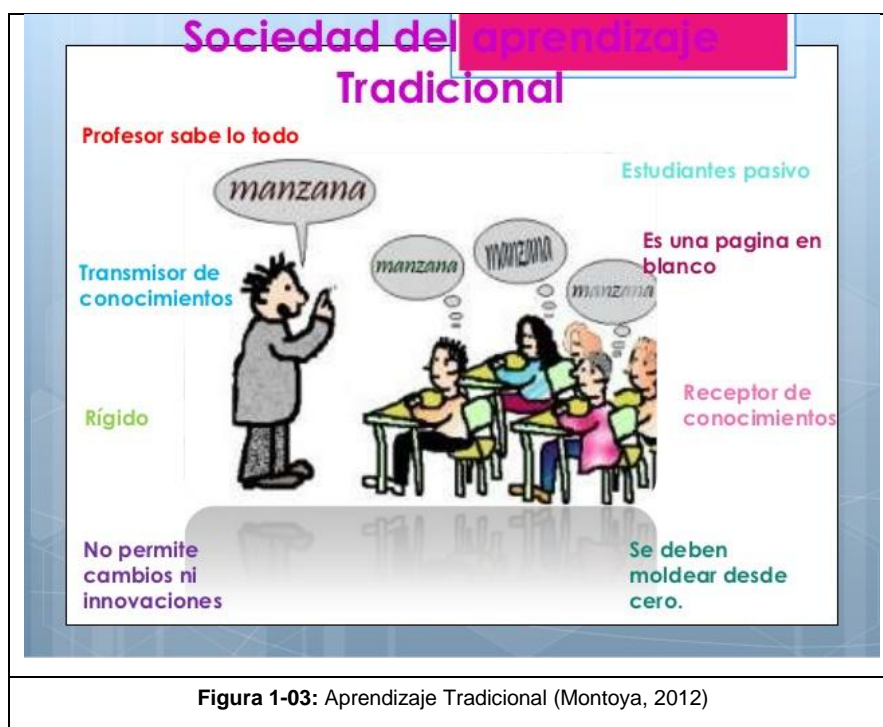 Sociedad del aprendizaje
Tradicional
Profesor sabe lo todo
manzana
Estudiantes pasivo
manzana
manzana
manzana
Es una pagina en
blanco
Transmisor de
conocimientos
Rígido
Receptor de
conocimientos
No permite
cambios ni
innovaciones
Se deben
moldear desde
cero.
Figura 1-03: Aprendizaje Tradicional (Montoya, 2012)